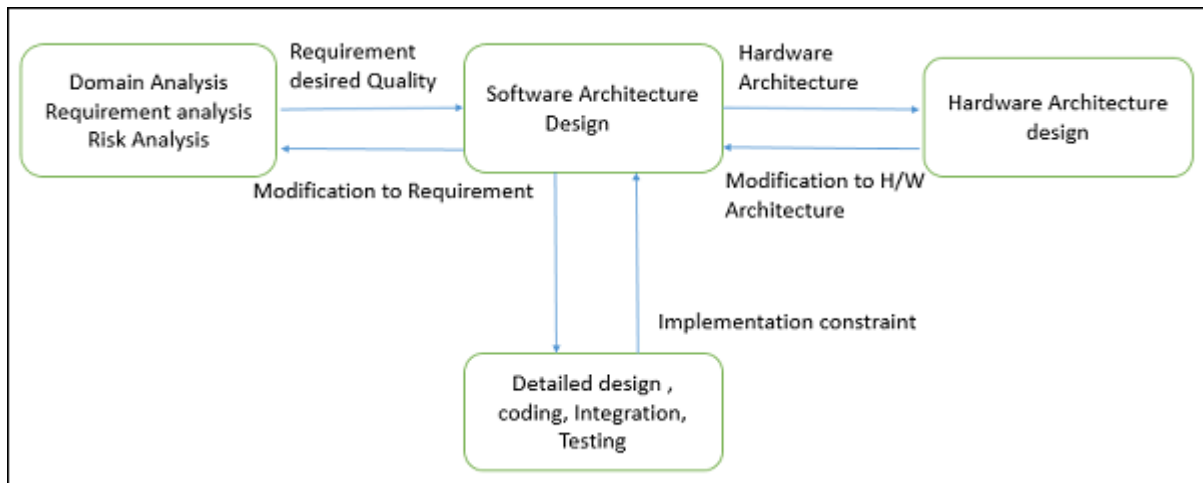 Domain Analysis
Requirement analysis
Risk Analysis
Requirement
desired Quality
Modification to Requirement
Software Architecture
Design
Hardware
Architecture
Modification to H/W
Architecture
Hardware Architecture
design
Implementation constraint
Detailed design ,
coding, Integration,
Testing